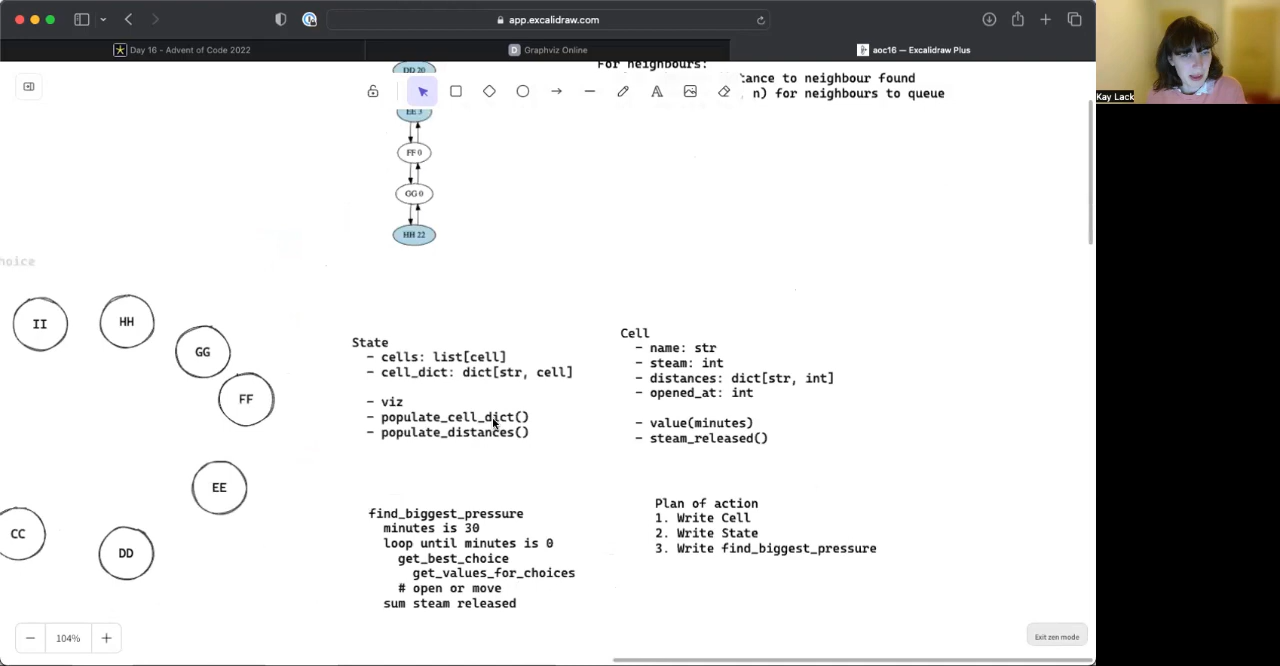 app.excalidraw.com
Day 16 - Advent of Code 2022
Graphviz Online
aoc16 — Excalidraw Plus
Kay Lack
DD 20
For neighbours:
tance to neighbour found
, n) for neighbours to queue
EE 3
FF 0
GG 0
HH 22
hoice
II
HH
GG
FF
EE
CC
DD
State
- cells: list[cell]
- cell_dict: dict[str, cell]
- viz
- populate_cell_dict()
- populate_distances()
Cell
- name: str
- steam: int
- distances: dict[str, int]
- opened_at: int
- value(minutes)
- steam_released()
find_biggest_pressure
minutes is 30
loop until minutes is 0
get_best_choice
get_values_for_choices
# open or move
sum steam released
Plan of action
1. Write Cell
2. Write State
3. Write find_biggest_pressure
104%
Exit zen mode